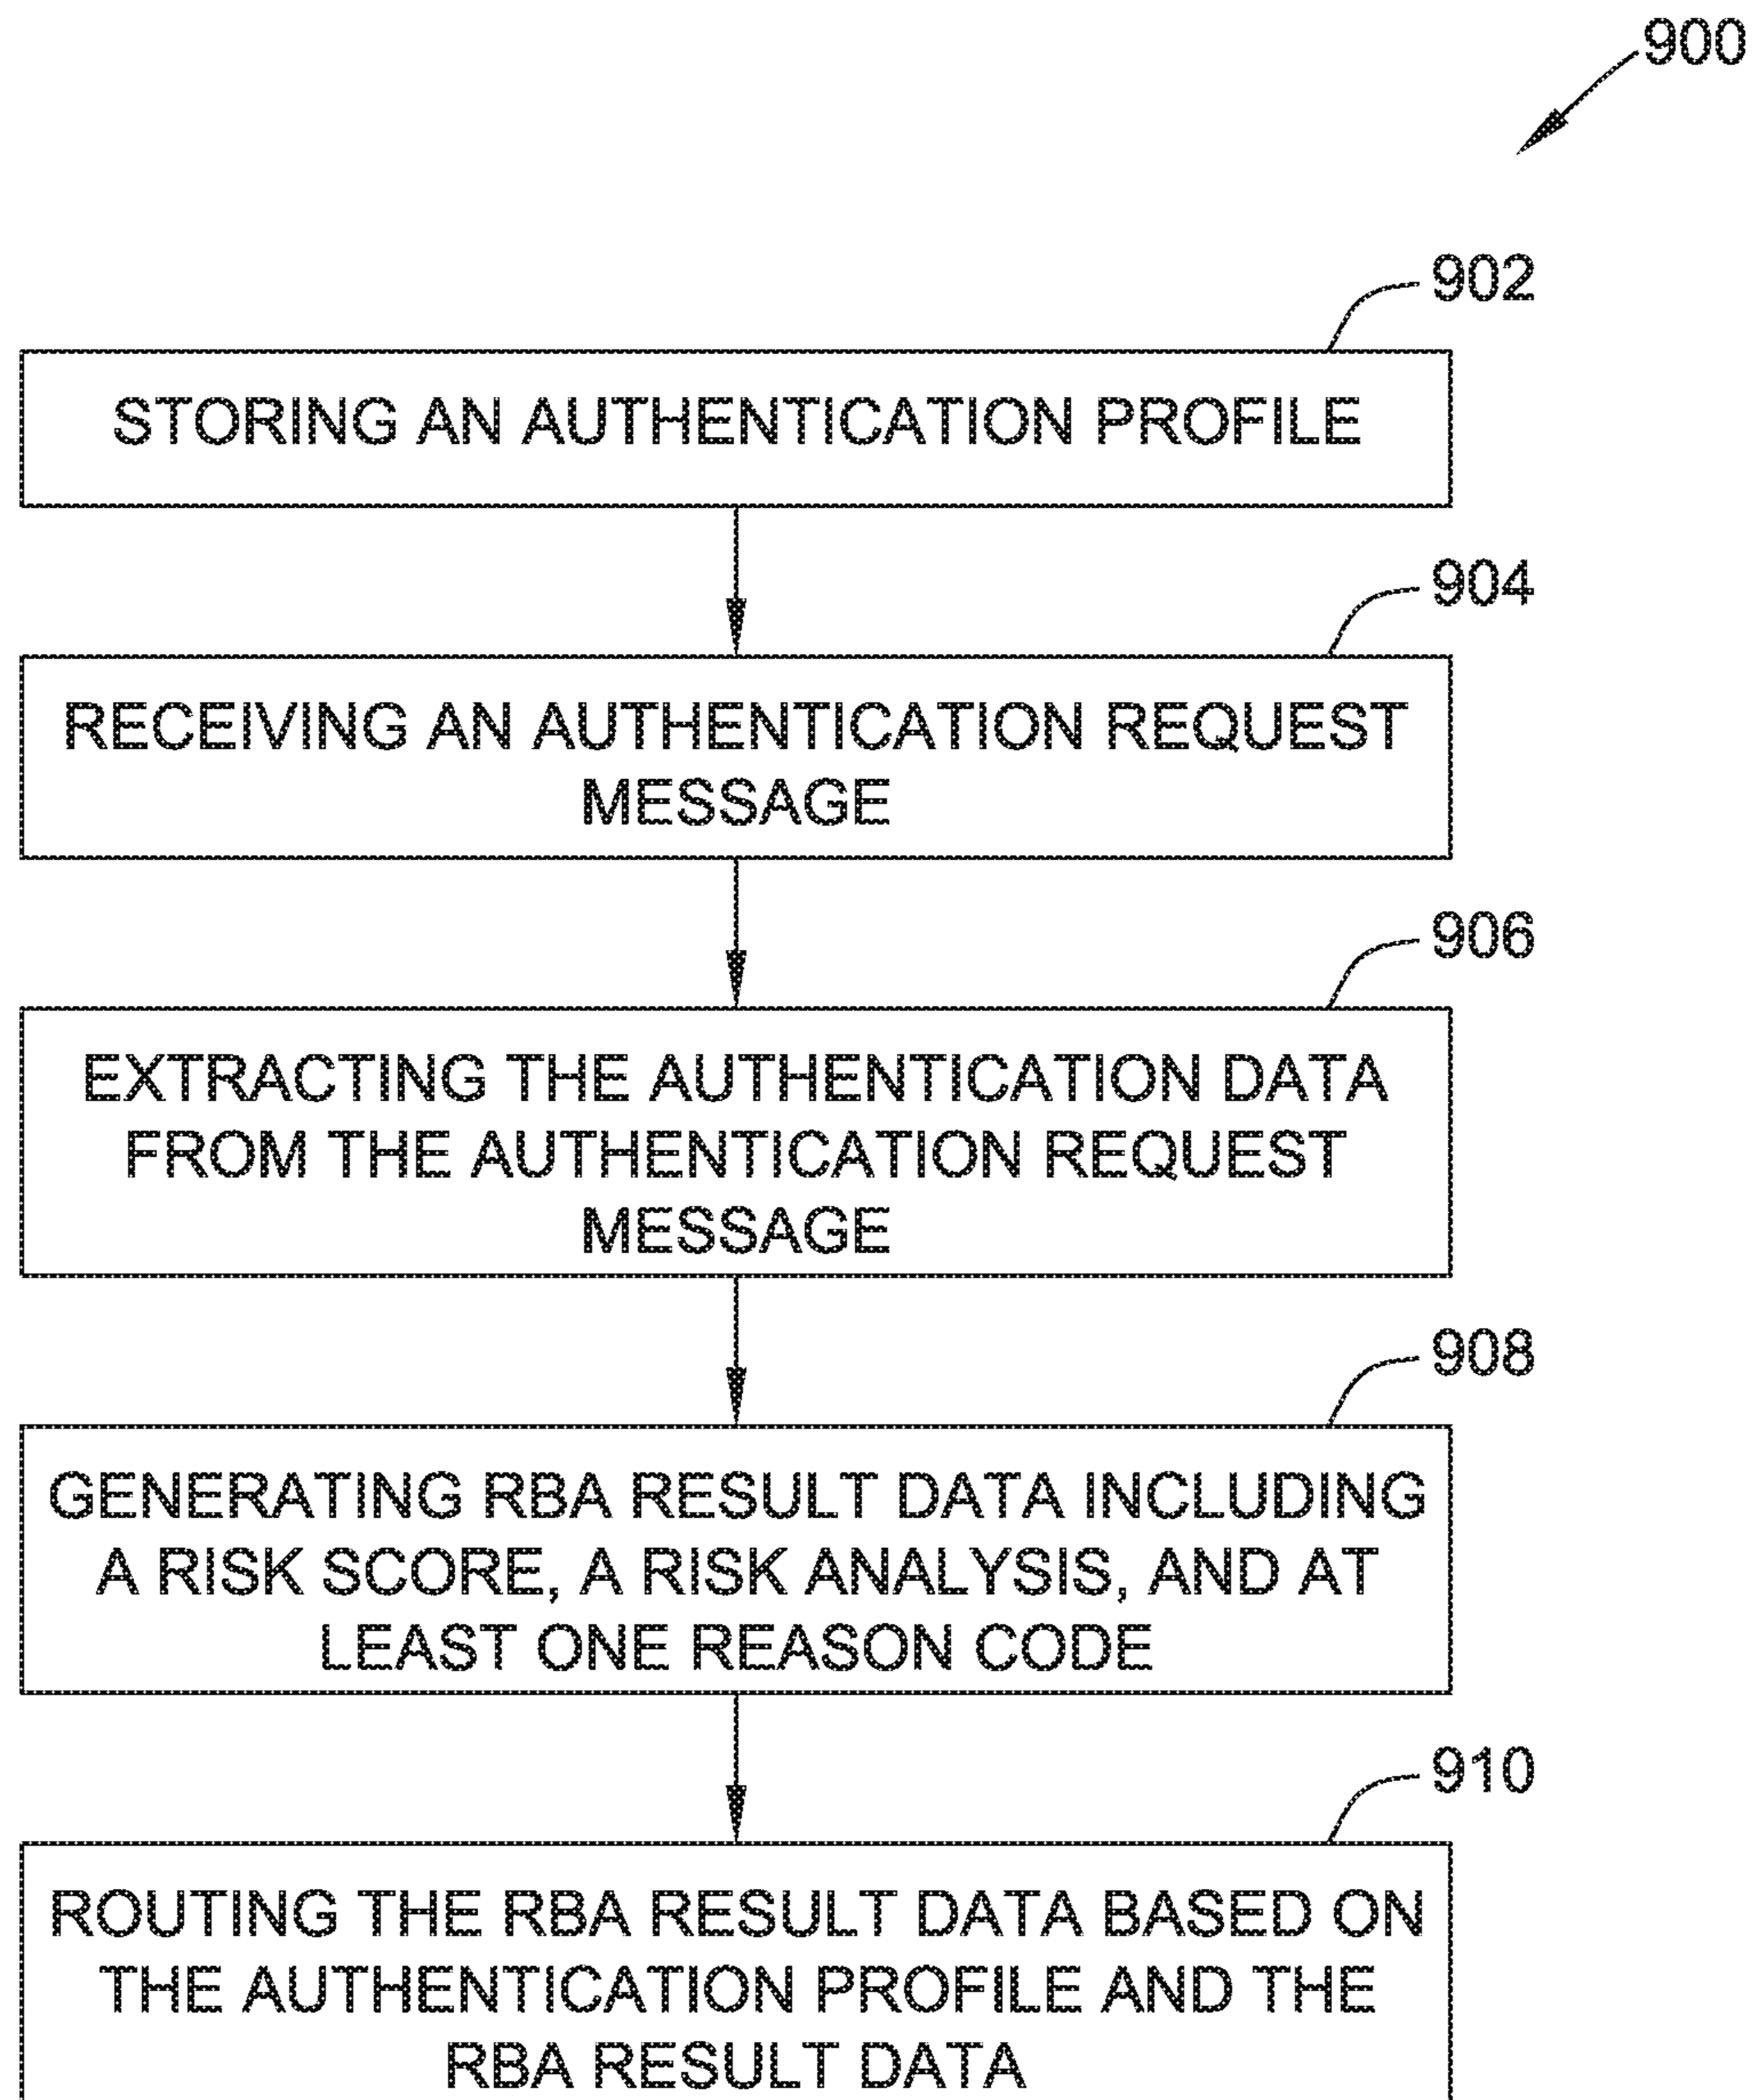 900
902
STORING AN AUTHENTICATION PROFILE
904
RECEIVING AN AUTHENTICATION REQUEST
MESSAGE
906
EXTRACTING THE AUTHENTICATION DATA
FROM THE AUTHENTICATION REQUEST
MESSAGE
908
GENERATING RBA RESULT DATA INCLUDING
A RISK SCORE, A RISK ANALYSIS, AND AT
LEAST ONE REASON CODE
910
ROUTING THE RBA RESULT DATA BASED ON
THE AUTHENTICATION PROFILE AND THE
RBA RESULT DATA